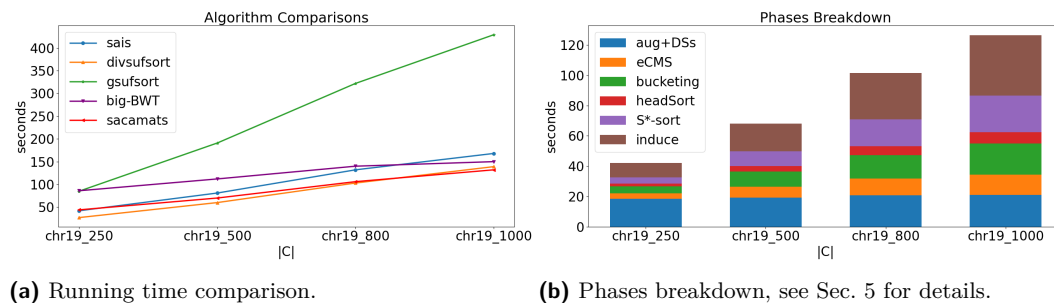 Algorithm Comparisons
sais
divsufsort
gsufsort
big-BWT
sacamats
400
350
300
250
200
150
100
50
seconds
chr19_250 chr19_500 chr19_800 chr19_1000
|C|
(a) Running time comparison.
Phases Breakdown
aug+DSs
eCMS
bucketing
headSort
S*-sort
induce
120
100
80
60
40
20
0
seconds
chr19_250 chr19_500 chr19_800 chr19_1000
|C|
(b) Phases breakdown, see Sec. 5 for details.